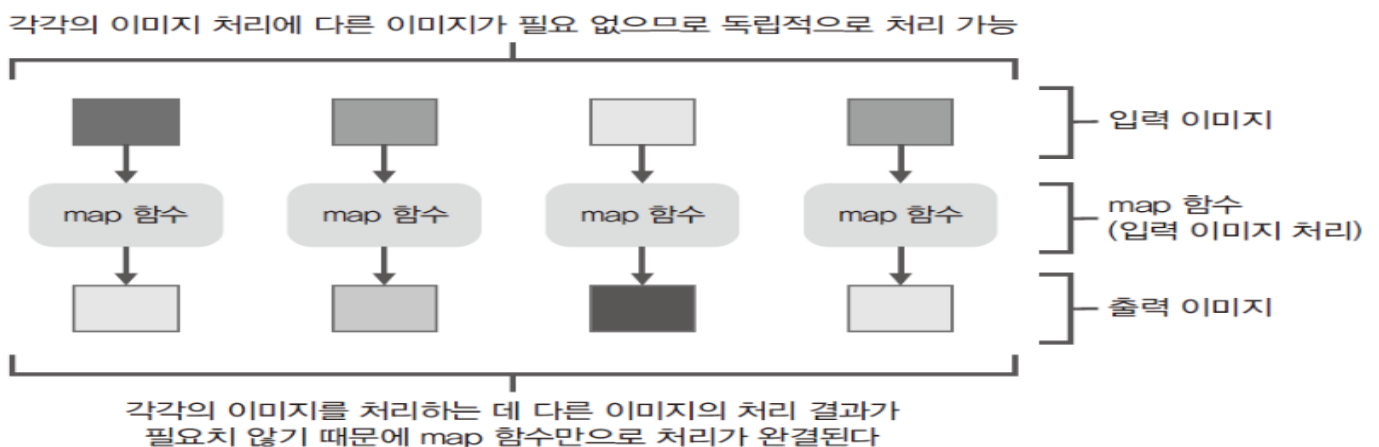 각각의 이미지 처리에 다른 이미지가 필요 없으므로 독립적으로 처리 가능
입력 이미지
map 함수
map 함수
map 함수
map 함수
map 함수
(입력 이미지 처리)
출력 이미지
각각의 이미지를 처리하는 데 다른 이미지의 처리 결과가
필요치 않기 때문에 map 함수만으로 처리가 완결된다